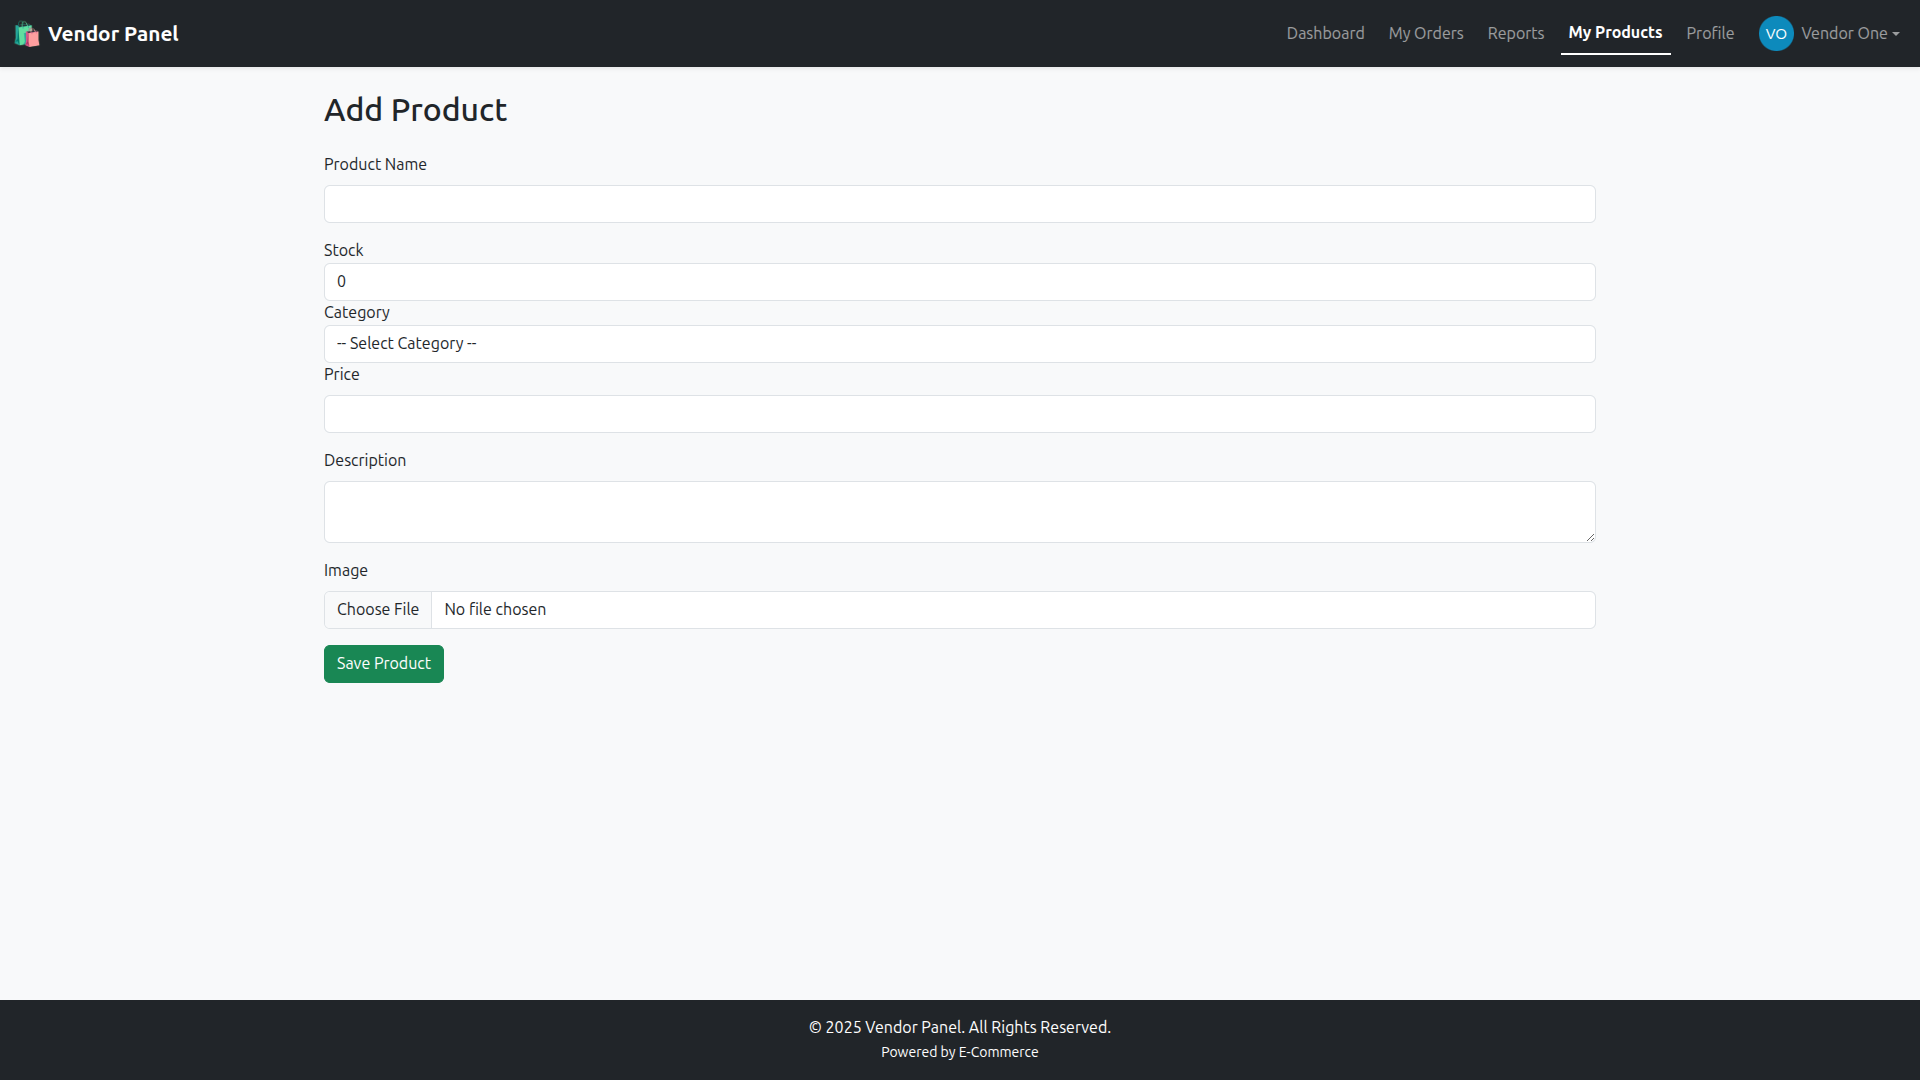 Vendor Panel
Dashboard
My Orders
Reports
My Products
Profile
VO
Vendor One
Add Product
Product Name
Stock
0
Category
-- Select Category --
Price
Description
Image
Choose File
No file chosen
Save Product
© 2025 Vendor Panel. All Rights Reserved.
Powered by E-Commerce